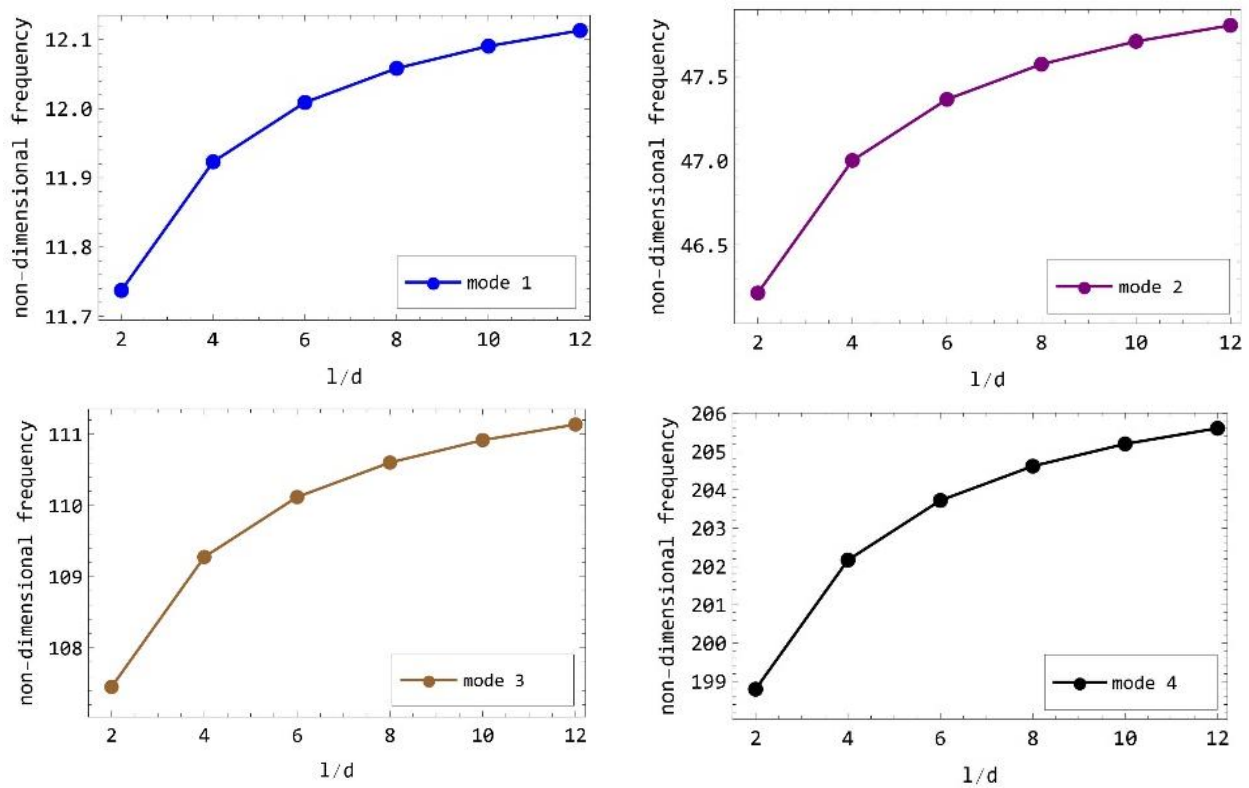 non-dimensional frequency
12.1
12.0
11.9
11.8
11.7
2 4 6 8 10 12
l/d
mode 1
non-dimensional frequency
47.5
47.0
46.5
2 4 6 8 10 12
l/d
mode 2
non-dimensional frequency
111
110
109
108
2 4 6 8 10 12
l/d
mode 3
non-dimensional frequency
206
205
204
203
202
201
200
199
2 4 6 8 10 12
l/d
mode 4